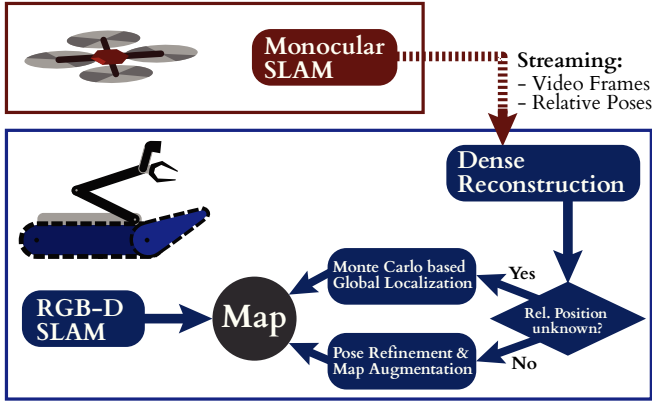 Monocular
SLAM
Streaming:
- Video Frames
- Relative Poses
Dense
Reconstruction
Monte Carlo based
Global Localization
Yes
RGB-D
SLAM
Map
Rel. Position
unknown?
Pose Refinement &
Map Augmentation
No